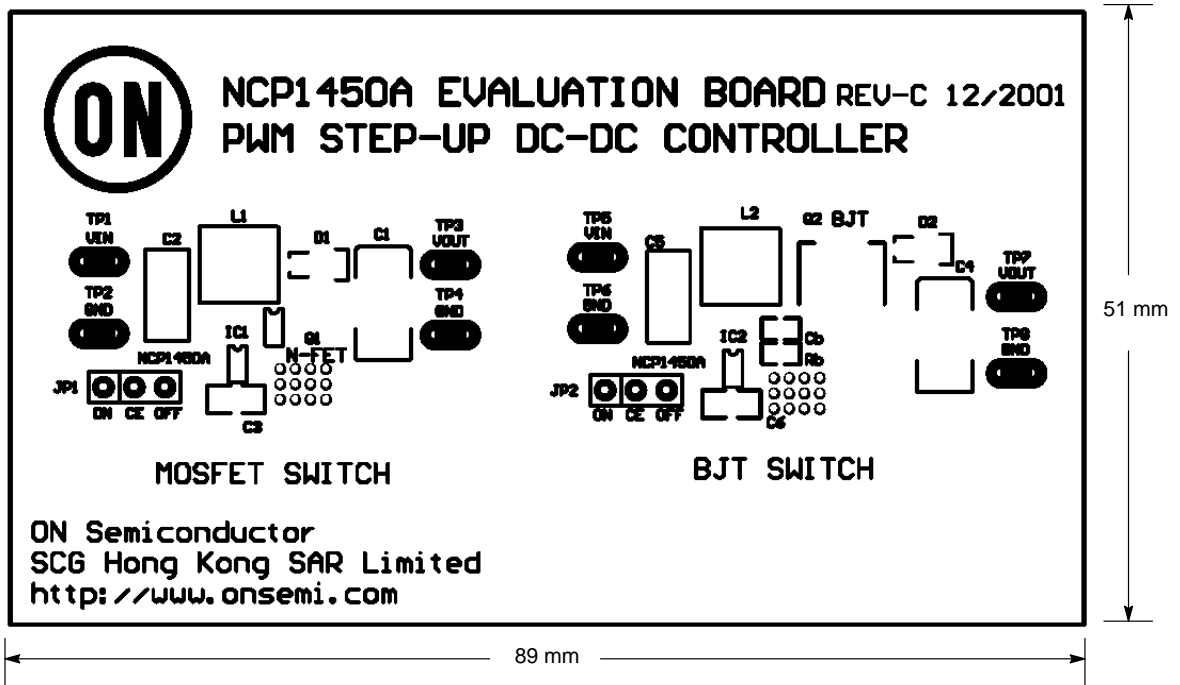 ON
NCP1450A EVALUATION BOARD REV-C 12/2001
PWM STEP-UP DC-DC CONTROLLER
TP1
VIN
C2
L1
D1
C1
TP3
VOUT
TP2
GND
TP4
GND
IC1
Q1
N-FET
NCP1450A
JP1
ON CE OFF
C3
MOSFET SWITCH
TP5
VIN
C5
L2
Q2 BJT
D2
C4
TP7
VOUT
TP6
GND
TP8
GND
IC2
Cb
Rb
NCP1450A
JP2
ON CE OFF
C6
BJT SWITCH
ON Semiconductor
SCG Hong Kong SAR Limited
http://www.onsemi.com
51 mm
89 mm